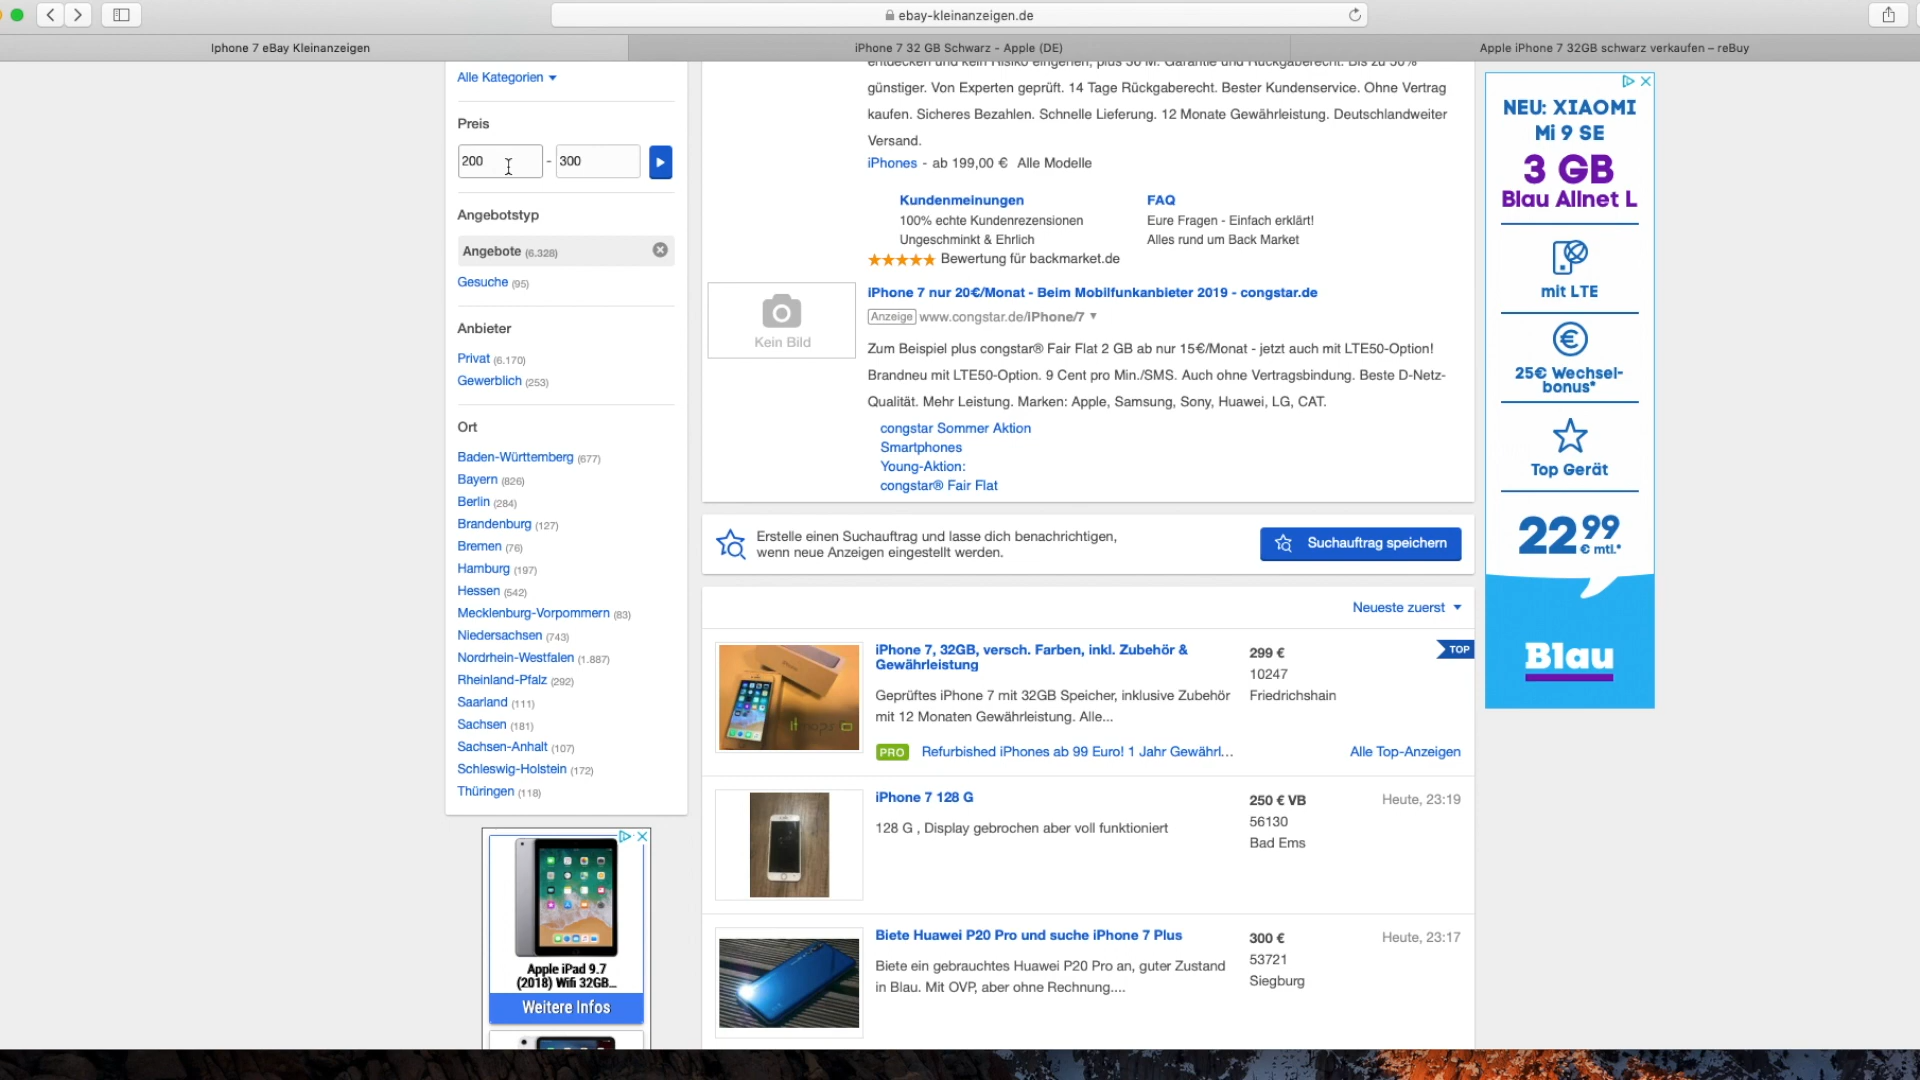 ebay-kleinanzeigen.de
Iphone 7 eBay Kleinanzeigen
iPhone 7 32 GB Schwarz - Apple (DE)
Apple iPhone 7 32GB schwarz verkaufen – reBuy
Alle Kategorien
Preis
200 - 300
Angebotstyp
Angebote (6.328)
Gesuche (95)
Anbieter
Privat (6.170)
Gewerblich (253)
Ort
Baden-Württemberg (677)
Bayern (826)
Berlin (284)
Brandenburg (127)
Bremen (76)
Hamburg (197)
Hessen (542)
Mecklenburg-Vorpommern (83)
Niedersachsen (743)
Nordrhein-Westfalen (1.887)
Rheinland-Pfalz (292)
Saarland (111)
Sachsen (181)
Sachsen-Anhalt (107)
Schleswig-Holstein (172)
Thüringen (118)
Apple iPad 9.7
(2018) Wifi 32GB...
Weitere Infos
entdecken und kein Risiko eingehen, plus 36 M. Garantie und Rückgaberecht. Bis zu 50%
günstiger. Von Experten geprüft. 14 Tage Rückgaberecht. Bester Kundenservice. Ohne Vertrag
kaufen. Sicheres Bezahlen. Schnelle Lieferung. 12 Monate Gewährleistung. Deutschlandweiter
Versand.
iPhones - ab 199,00 € Alle Modelle
Kundenmeinungen
100% echte Kundenrezensionen
Ungeschminkt & Ehrlich
FAQ
Eure Fragen - Einfach erklärt!
Alles rund um Back Market
Bewertung für backmarket.de
Kein Bild
iPhone 7 nur 20€/Monat - Beim Mobilfunkanbieter 2019 - congstar.de
Anzeige www.congstar.de/iPhone/7
Zum Beispiel plus congstar® Fair Flat 2 GB ab nur 15€/Monat - jetzt auch mit LTE50-Option!
Brandneu mit LTE50-Option. 9 Cent pro Min./SMS. Auch ohne Vertragsbindung. Beste D-Netz-
Qualität. Mehr Leistung. Marken: Apple, Samsung, Sony, Huawei, LG, CAT.
congstar Sommer Aktion
Smartphones
Young-Aktion:
congstar® Fair Flat
Erstelle einen Suchauftrag und lasse dich benachrichtigen,
wenn neue Anzeigen eingestellt werden.
Suchauftrag speichern
Neueste zuerst
iPhone 7, 32GB, versch. Farben, inkl. Zubehör &
Gewährleistung
Geprüftes iPhone 7 mit 32GB Speicher, inklusive Zubehör
mit 12 Monaten Gewährleistung. Alle...
PRO Refurbished iPhones ab 99 Euro! 1 Jahr Gewährl...
299 €
10247
Friedrichshain
TOP
Alle Top-Anzeigen
iPhone 7 128 G
128 G , Display gebrochen aber voll funktioniert
250 € VB
56130
Bad Ems
Heute, 23:19
Biete Huawei P20 Pro und suche iPhone 7 Plus
Biete ein gebrauchtes Huawei P20 Pro an, guter Zustand
in Blau. Mit OVP, aber ohne Rechnung....
300 €
53721
Siegburg
Heute, 23:17
NEU: XIAOMI
Mi 9 SE
3 GB
Blau Allnet L
mit LTE
25€ Wechsel-
bonus*
Top Gerät
22 99
€ mtl.*
Blau